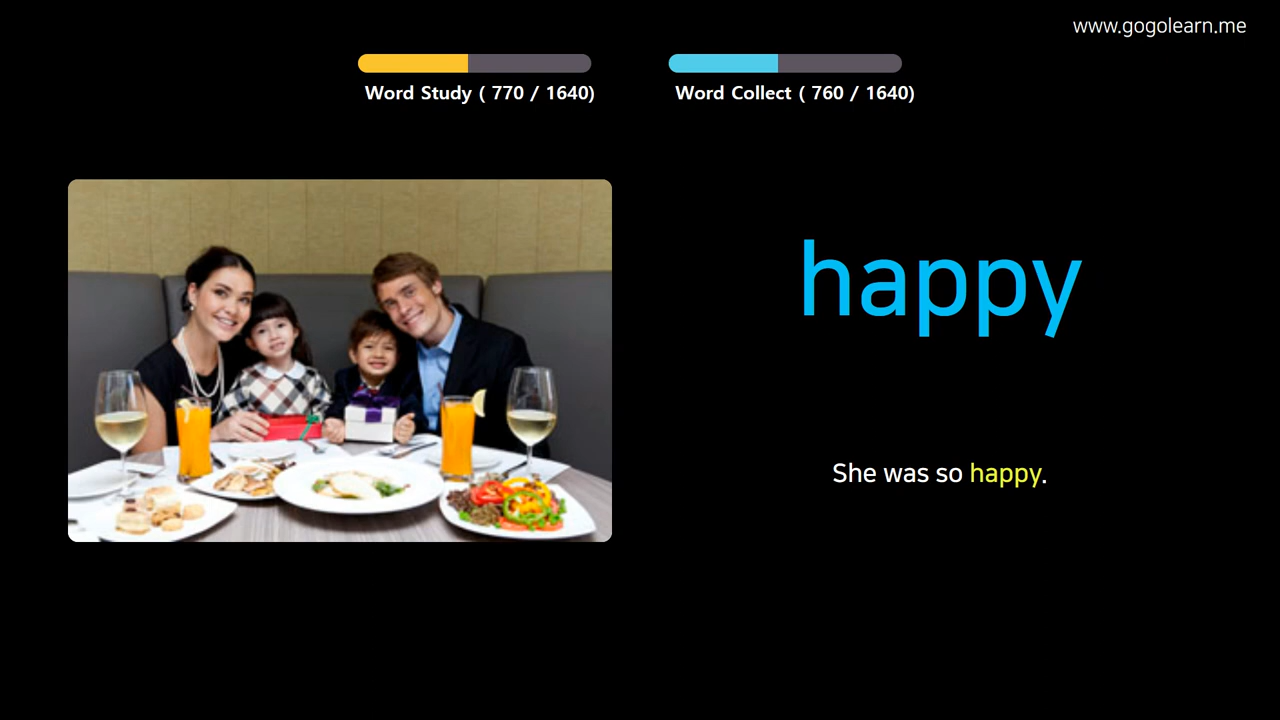 www.gogolearn.me
Word Study ( 770 / 1640)
Word Collect ( 760 / 1640)
happy
She was so happy.